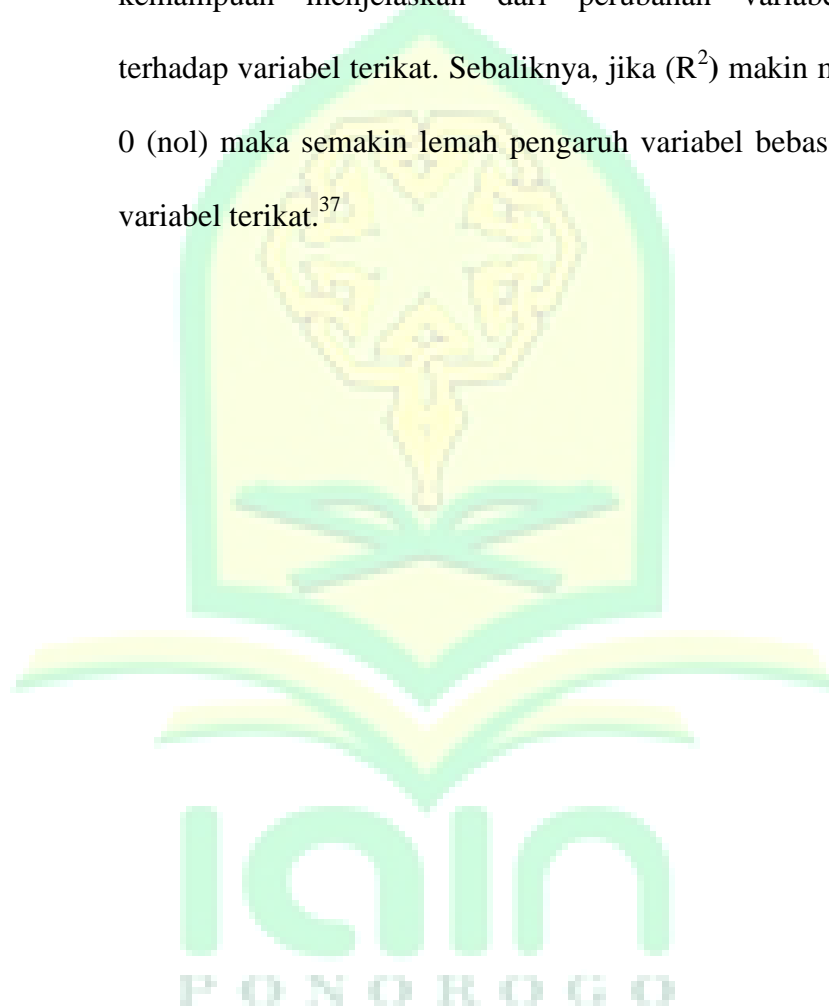 kemampuan menjelaskan dari perubahan
terhadap variabel terikat. Sebaliknya, jika (R²) makin
0 (nol) maka semakin lemah pengaruh variabel bebas
variabel terikat.³⁷
iain
PONOROGO